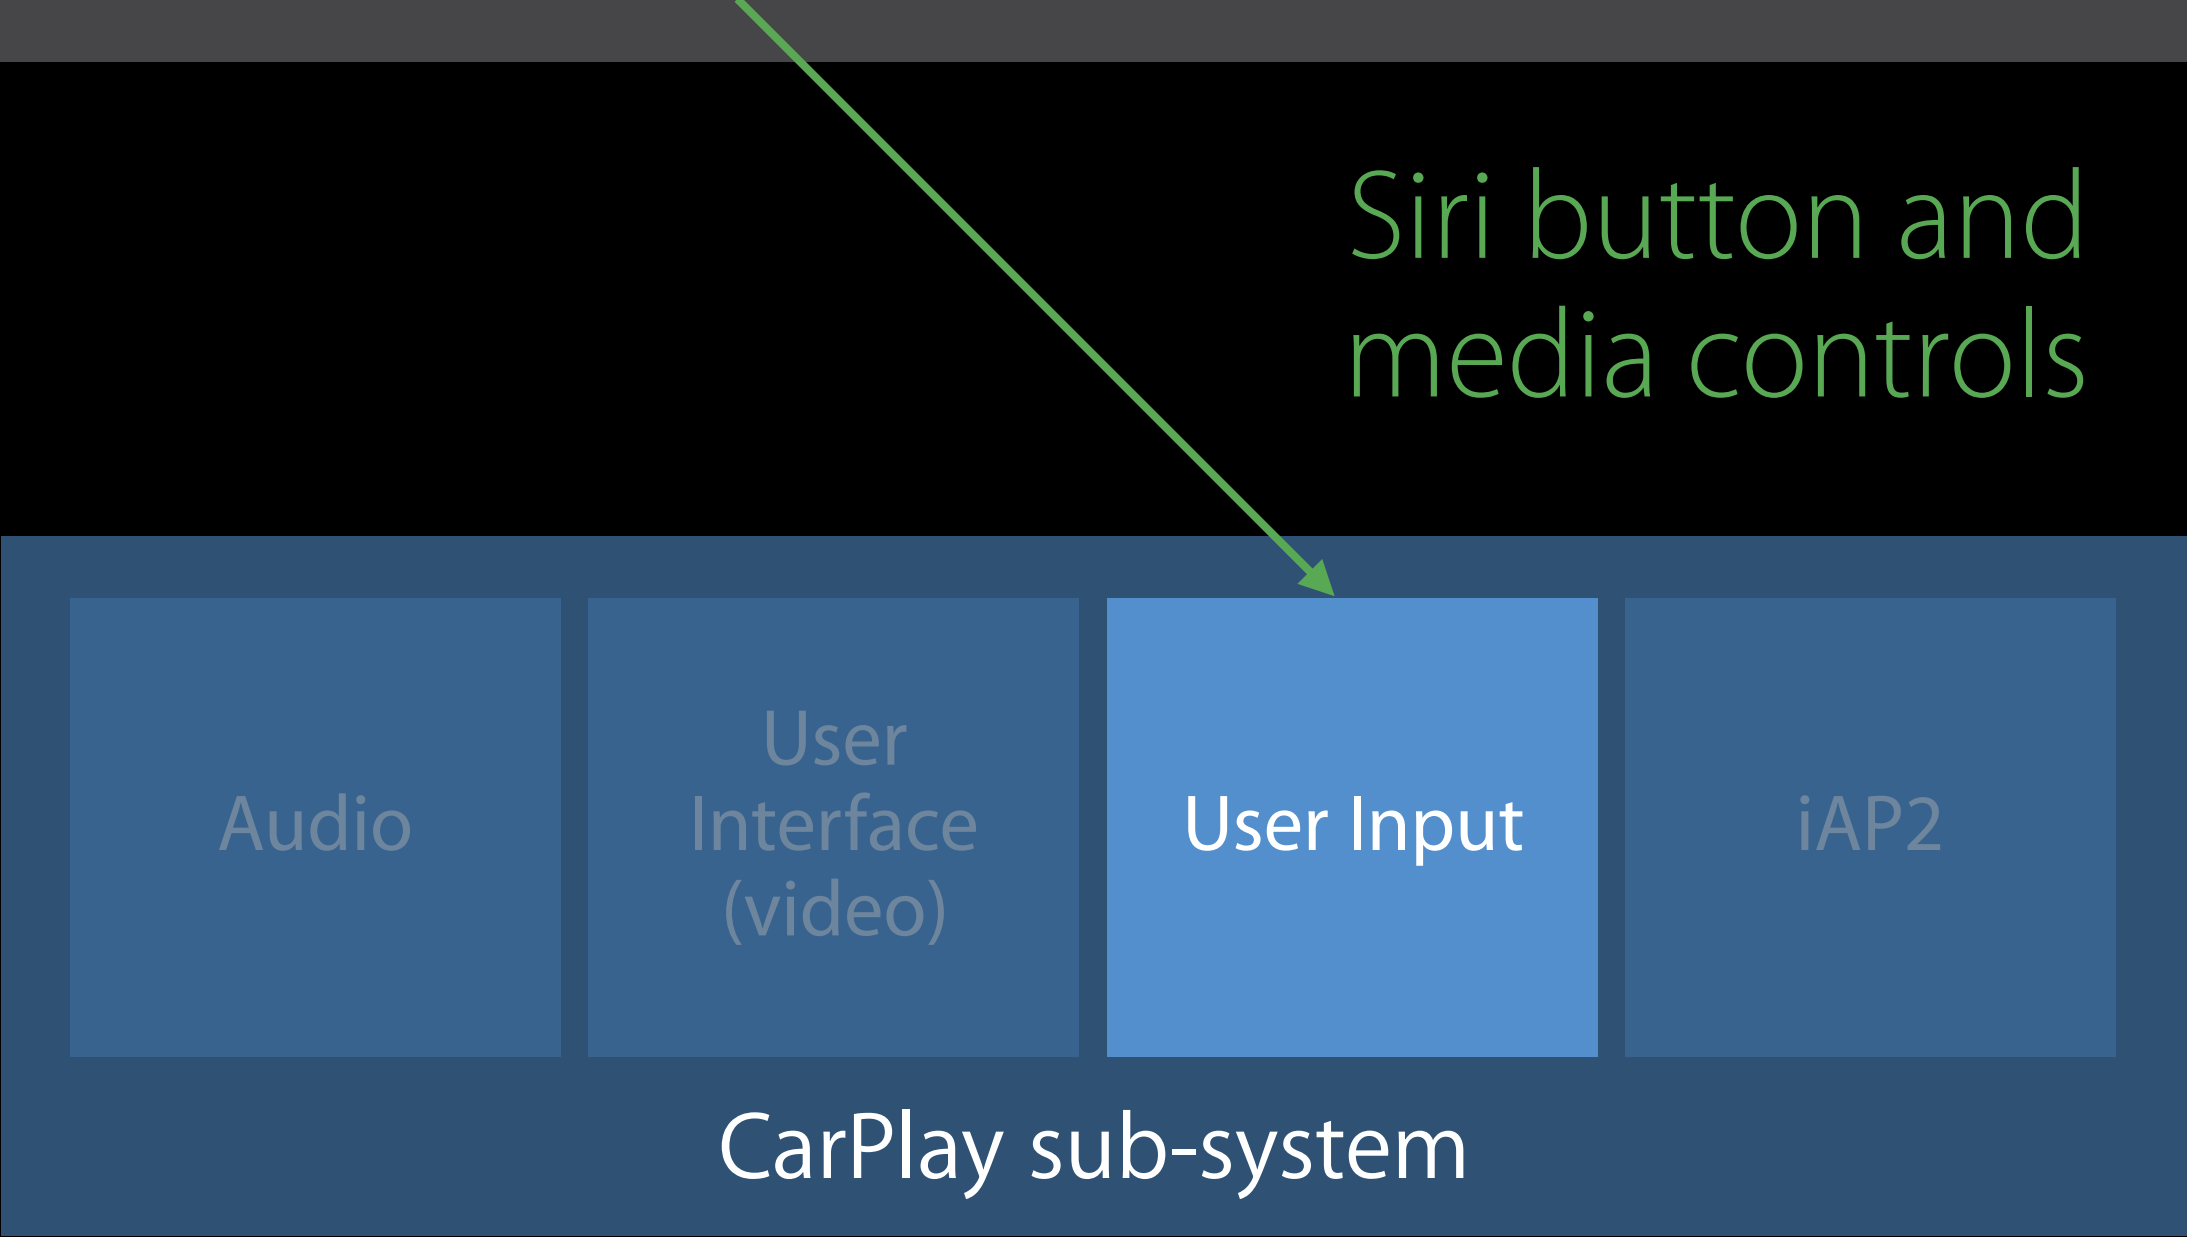 Siri button and
media controls
Audio
User
Interface
(video)
User Input
iAP2
CarPlay sub-system